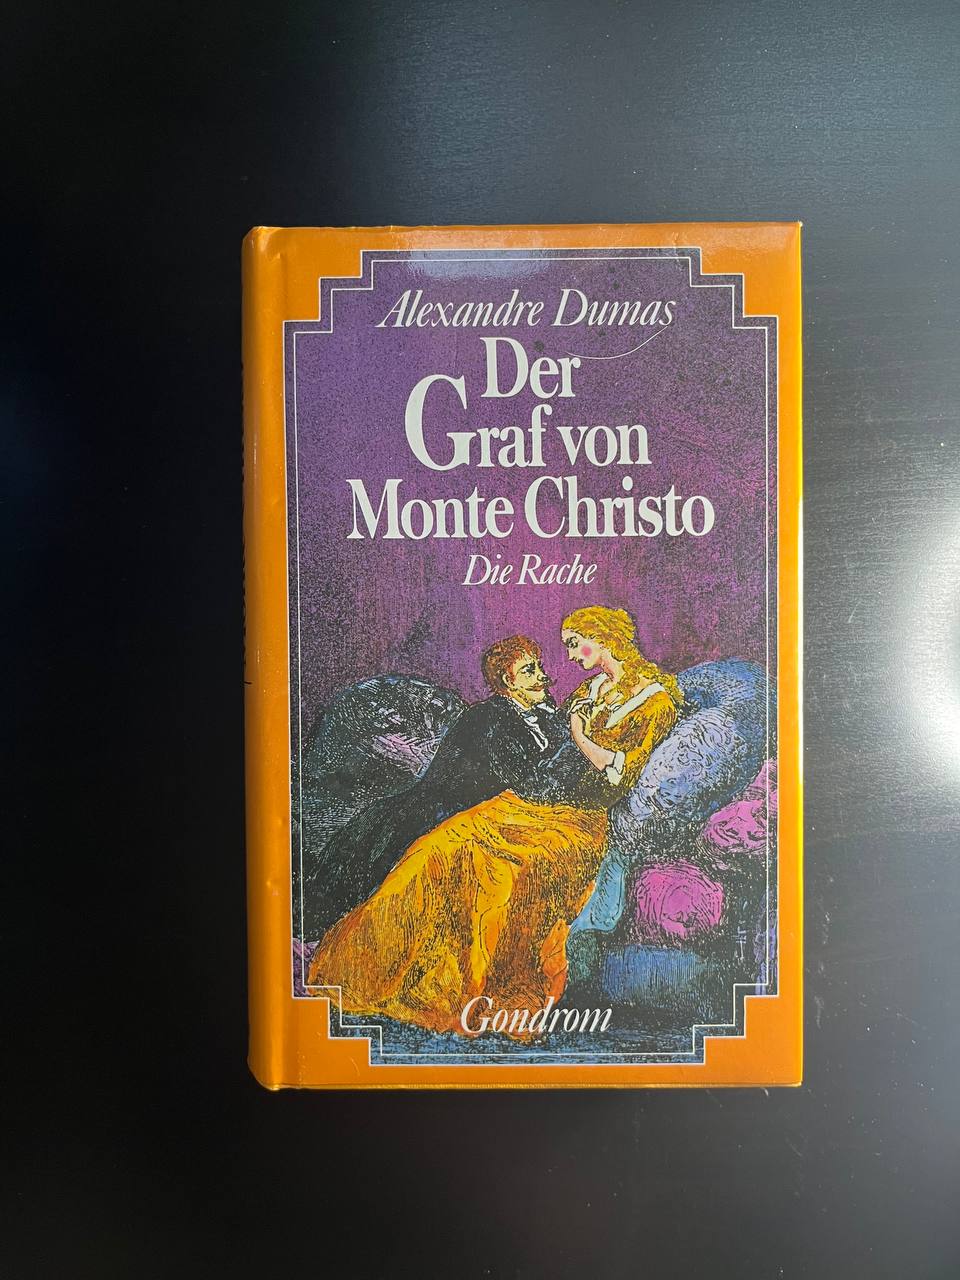 Alexandre Dumas
Der
Graf von
Monte Christo
Die Rache
Gondrom